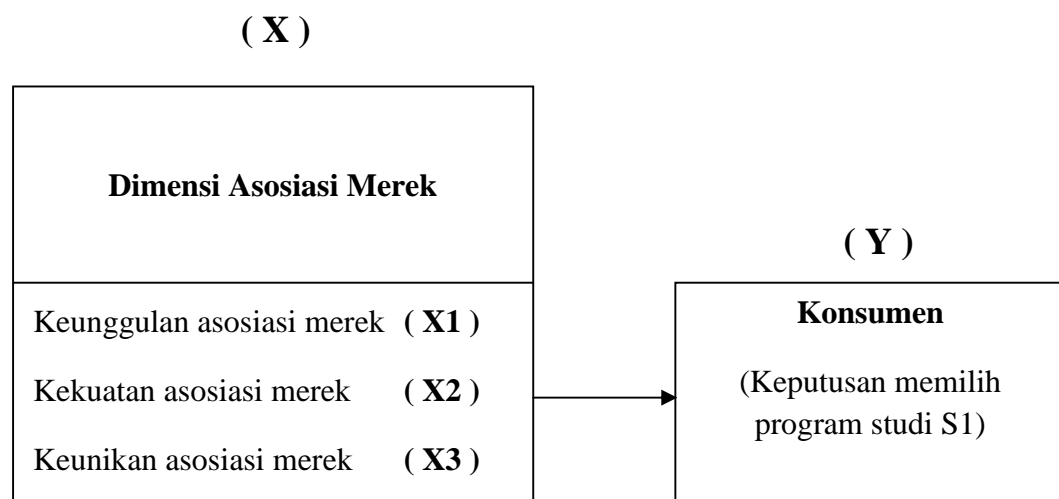 ( X )
Dimensi Asosiasi Merek
Keunggulan asosiasi merek ( X1 )
Kekuatan asosiasi merek ( X2 )
Keunikan asosiasi merek ( X3 )
( Y )
Konsumen
(Keputusan memilih
program studi S1)